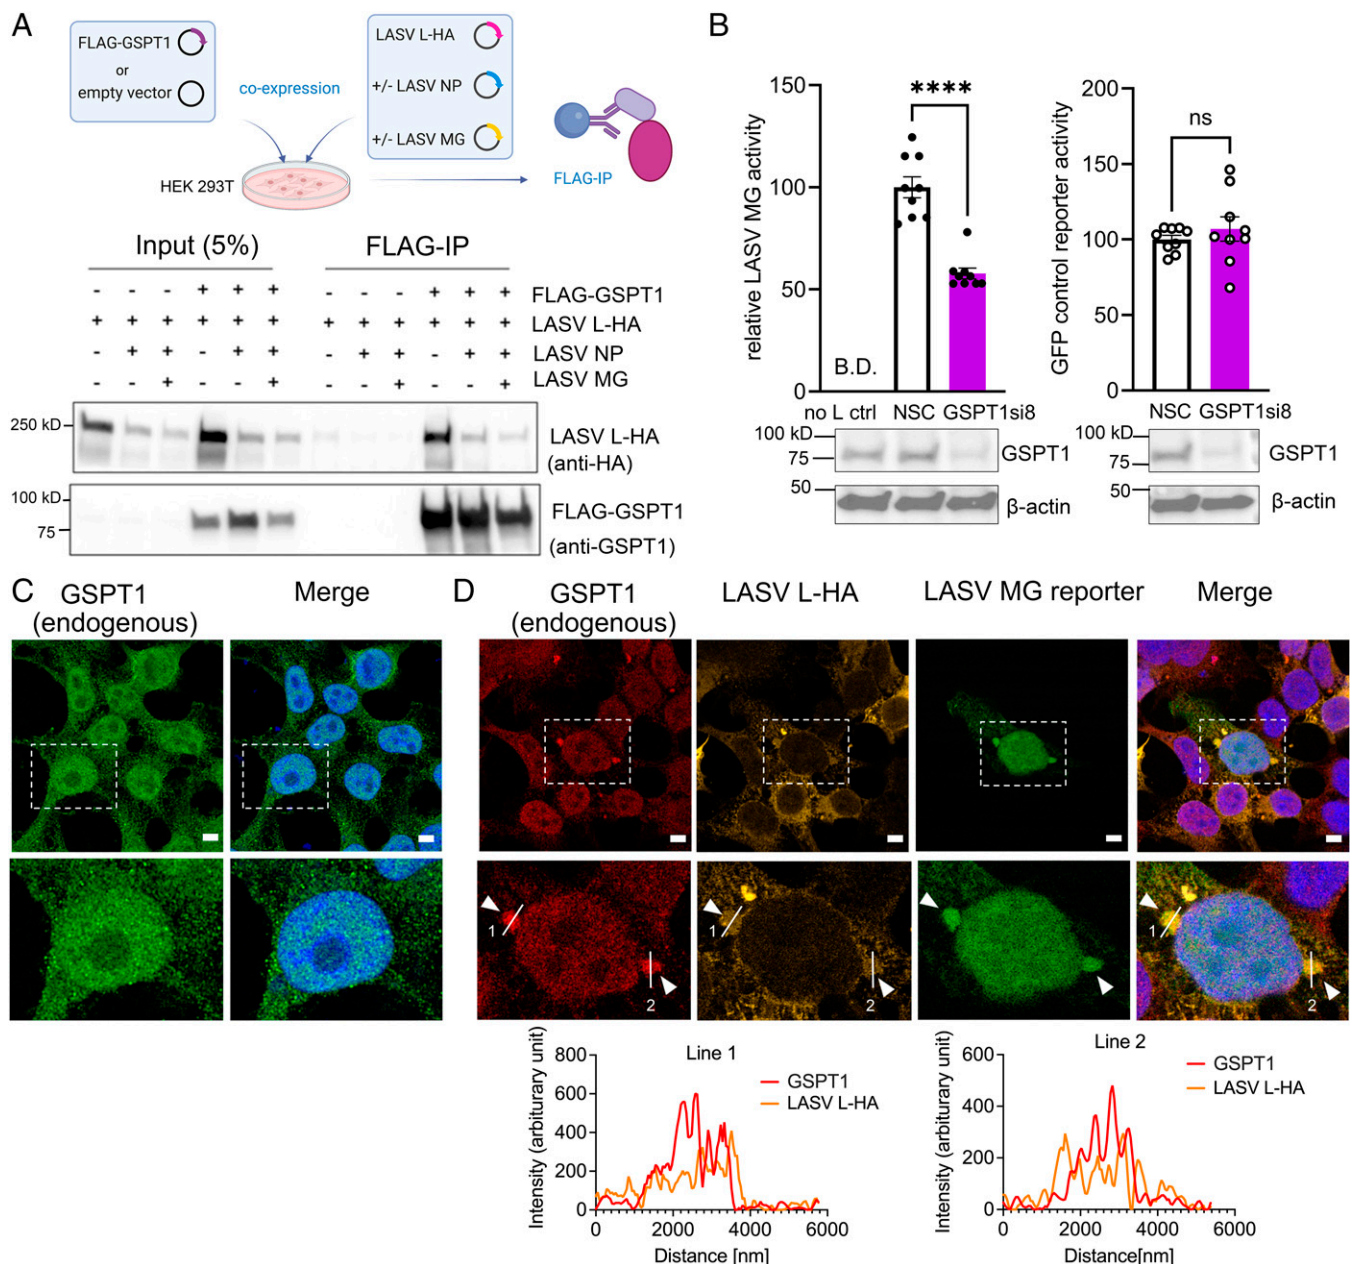 A
FLAG-GSPT1
or
empty vector
co-expression
LASV L-HA
+/- LASV NP
+/- LASV MG
HEK 293T
FLAG-IP
Input (5%)
FLAG-IP
- - - + + + - - - + + + FLAG-GSPT1
+ + + + + + + + + + + + LASV L-HA
- + + - + + - + + - + + LASV NP
- - + - - + - - + - - + LASV MG
250 kD
LASV L-HA
(anti-HA)
100 kD
75
FLAG-GSPT1
(anti-GSPT1)
B
relative LASV MG activity
150
100
50
0
****
B.D.
no L ctrl NSC GSPT1si8
100 kD
75
GSPT1
50
β-actin
GFP control reporter activity
200
150
100
50
0
ns
NSC GSPT1si8
100 kD
75
GSPT1
50
β-actin
C
GSPT1
(endogenous)
Merge
D
GSPT1
(endogenous)
LASV L-HA
LASV MG reporter
Merge
1
2
1
2
1
2
Line 1
Intensity (arbiturary unit)
800
600
400
200
0
0 2000 4000 6000
Distance [nm]
GSPT1
LASV L-HA
Line 2
Intensity (arbiturary unit)
600
400
200
0
0 2000 4000 6000
Distance[nm]
GSPT1
LASV L-HA